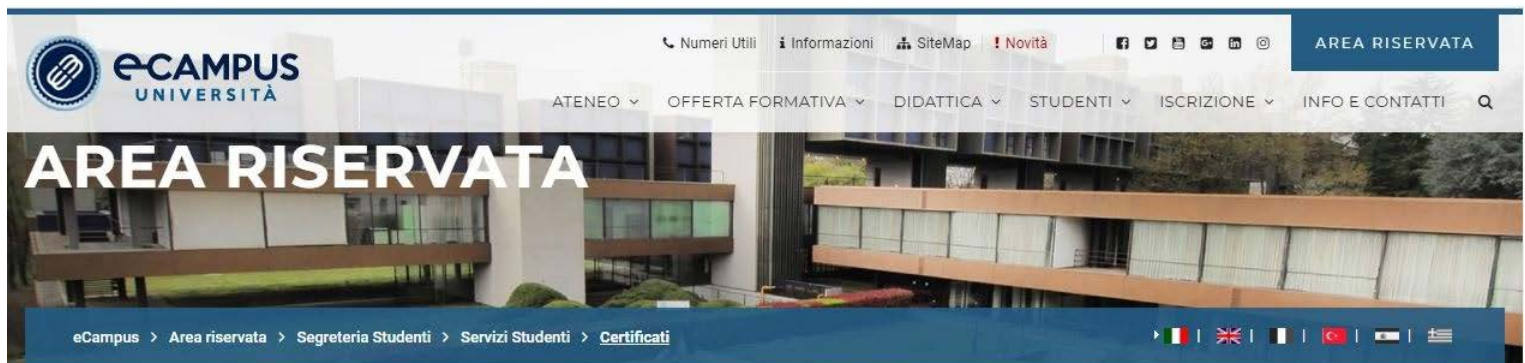 Numeri Utili Informazioni SiteMap Novità AREA RISERVATA
e-CAMPUS
UNIVERSITÀ
ATENEO OFFERTA FORMATIVA DIDATTICA STUDENTI ISCRIZIONE INFO E CONTATTI
AREA RISERVATA
eCampus > Area riservata > Segreteria Studenti > Servizi Studenti > Certificati